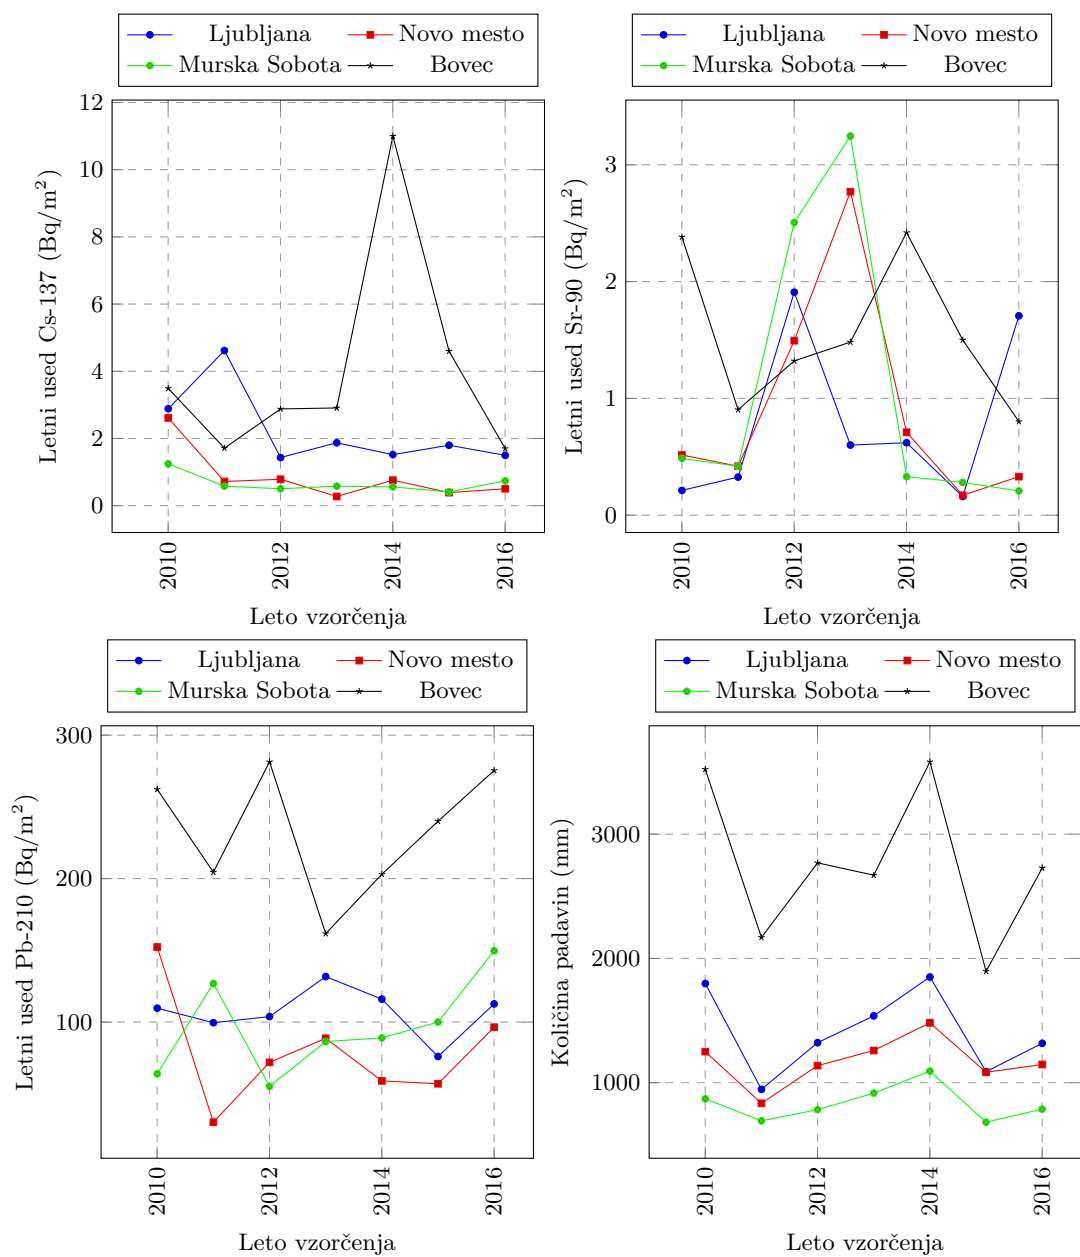 Ljubljana Novo mesto
Murska Sobota Bovec
12
10
8
6
4
2
0
Letni used Cs-137 (Bq/m²)
2010 2012 2014 2016
Leto vzorčenja
Ljubljana Novo mesto
Murska Sobota Bovec
3
2
1
0
Letni used Sr-90 (Bq/m²)
2010 2012 2014 2016
Leto vzorčenja
Ljubljana Novo mesto
Murska Sobota Bovec
300
200
100
Letni used Pb-210 (Bq/m²)
2010 2012 2014 2016
Leto vzorčenja
Ljubljana Novo mesto
Murska Sobota Bovec
3000
2000
1000
Količina padavin (mm)
2010 2012 2014 2016
Leto vzorčenja